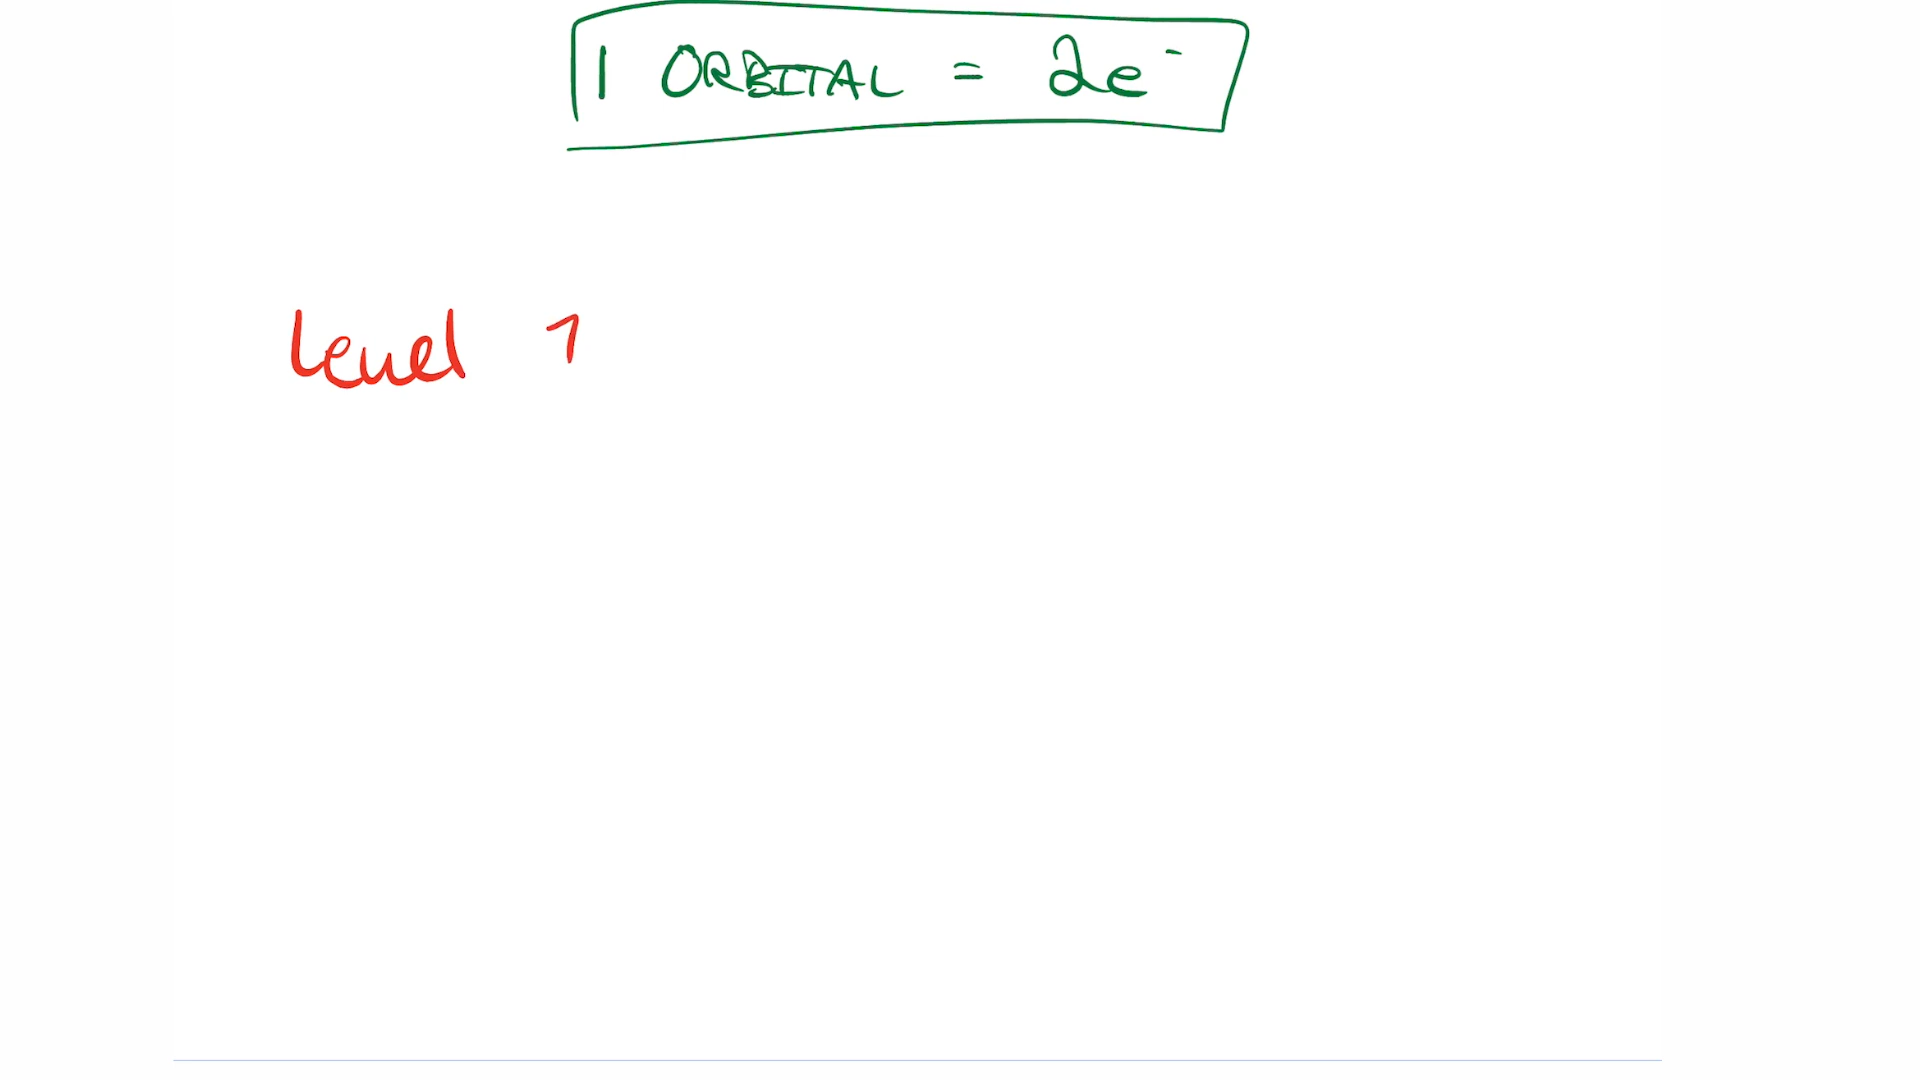 1 ORBITAL = 2e⁻
level 1